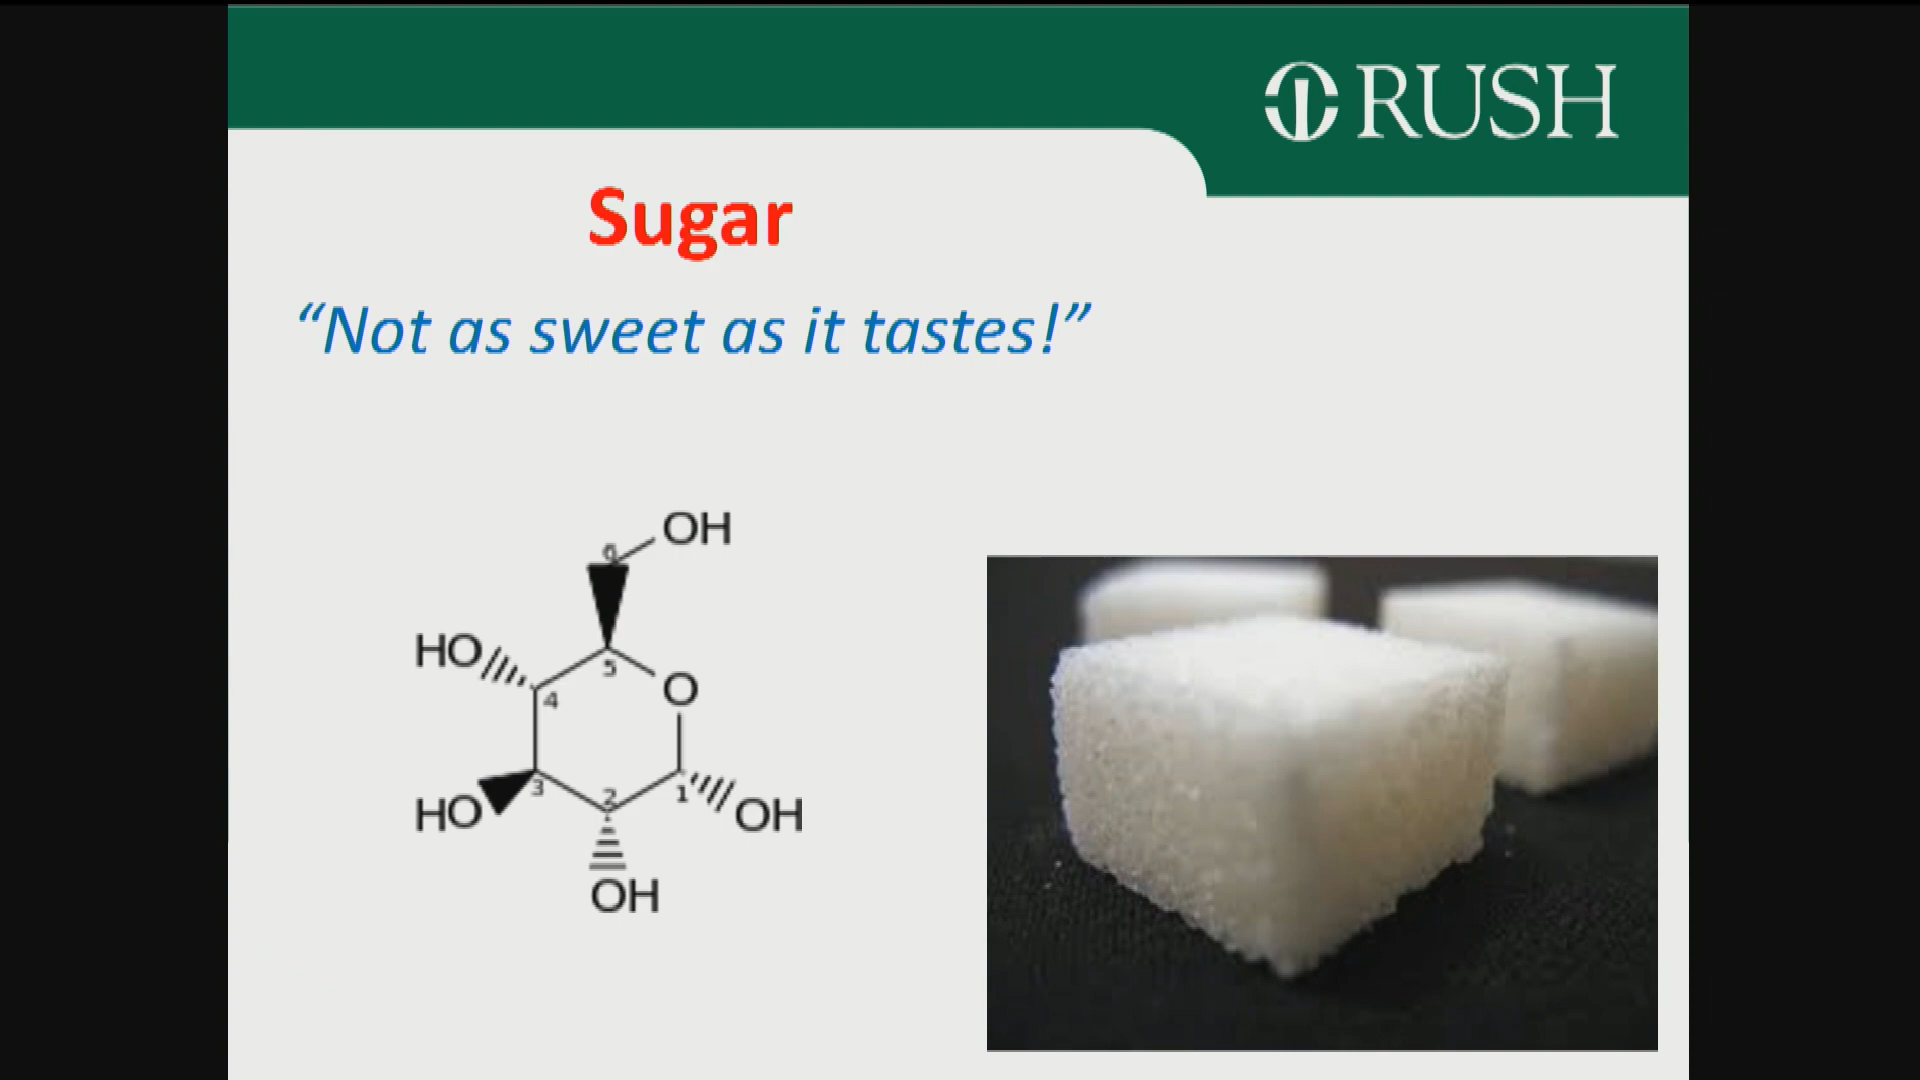 RUSH
Sugar
“Not as sweet as it tastes!”
OH
6
HO
5
4
O
HO
3
2
1
OH
OH